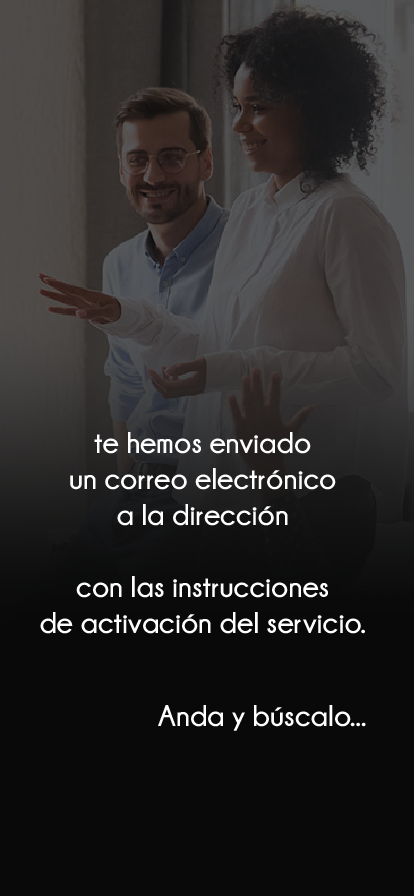 te hemos enviado
un correo electrónico
a la dirección
con las instrucciones
de activación del servicio.
Anda y búscalo...